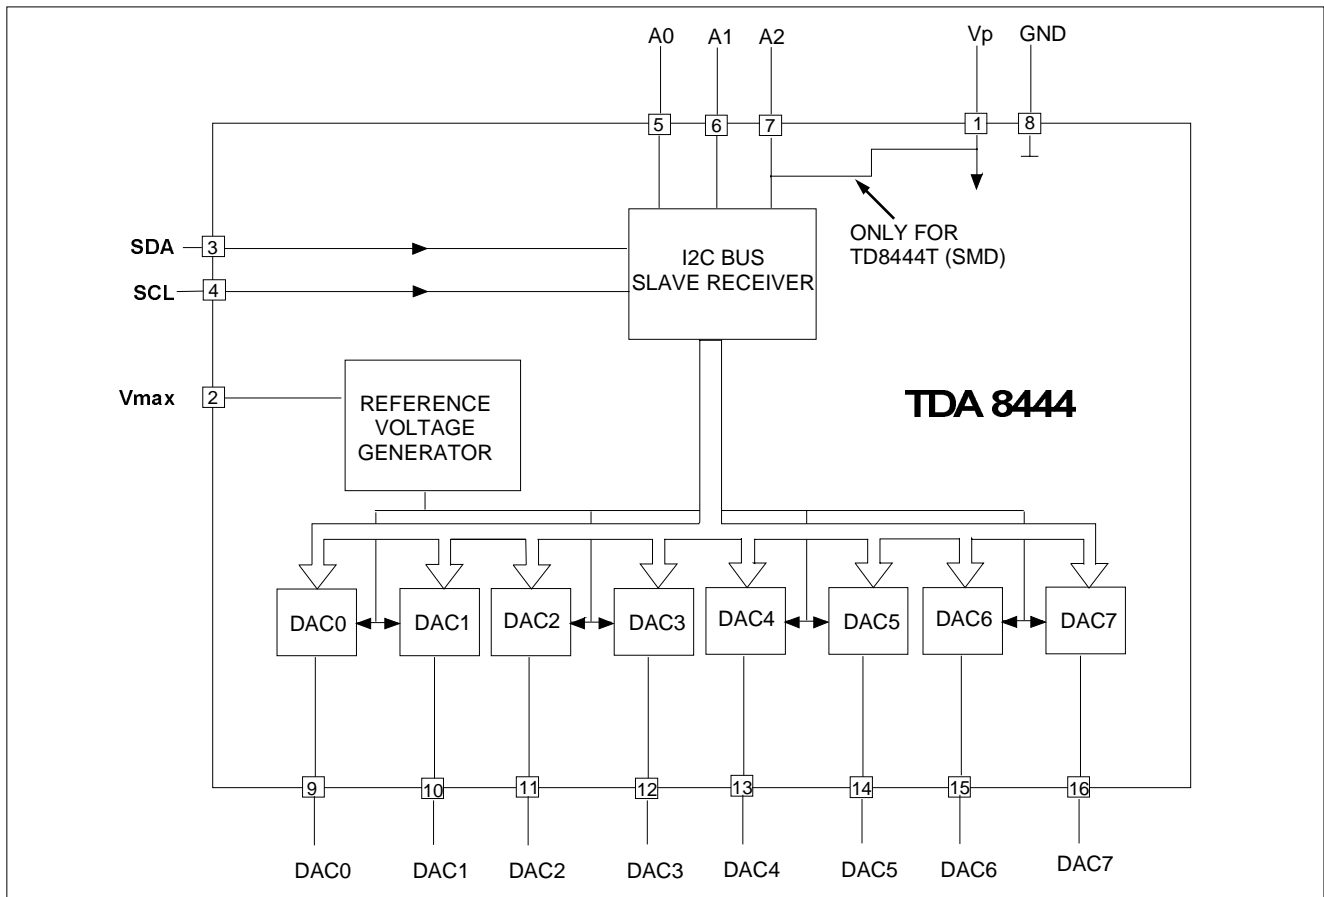 A0 A1 A2 Vp GND
5 6 7 1 8
ONLY FOR
TD8444T (SMD)
SDA 3
I2C BUS
SLAVE RECEIVER
SCL 4
Vmax 2
REFERENCE
VOLTAGE
GENERATOR
TDA 8444
DAC0 DAC1 DAC2 DAC3 DAC4 DAC5 DAC6 DAC7
9 10 11 12 13 14 15 16
DAC0 DAC1 DAC2 DAC3 DAC4 DAC5 DAC6 DAC7